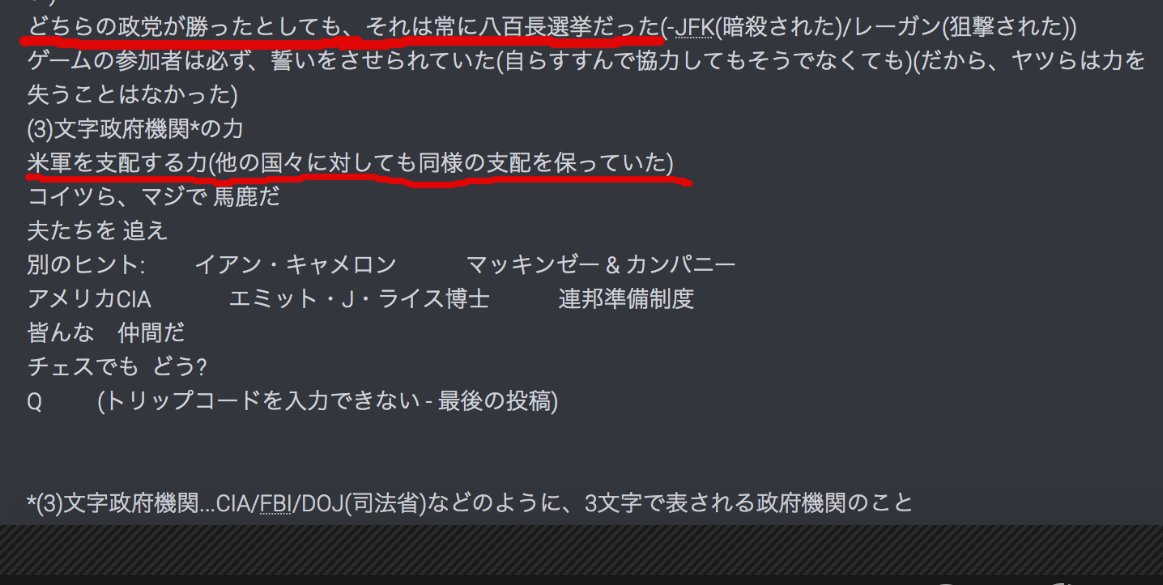 どちらの政党が勝ったとしても、それは常に八百長選挙だった(-JFK(暗殺された)/レーガン(狙撃された))
ゲームの参加者は必ず、誓いをさせられていた(自らすすんで協力してもそうでなくても)(だから、ヤツらは力を
失うことはなかった)
(3)文字政府機関*の力
米軍を支配する力(他の国々に対しても同様の支配を保っていた)
コイツら、マジで 馬鹿だ
夫たちを 追え
別のヒント: イアン・キャメロン マッキンゼー & カンパニー
アメリカCIA エミット・J・ライス博士 連邦準備制度
皆んな 仲間だ
チェスでも どう?
Q (トリップコードを入力できない - 最後の投稿)
*(3)文字政府機関...CIA/FBI/DOJ(司法省)などのように、3文字で表される政府機関のこと